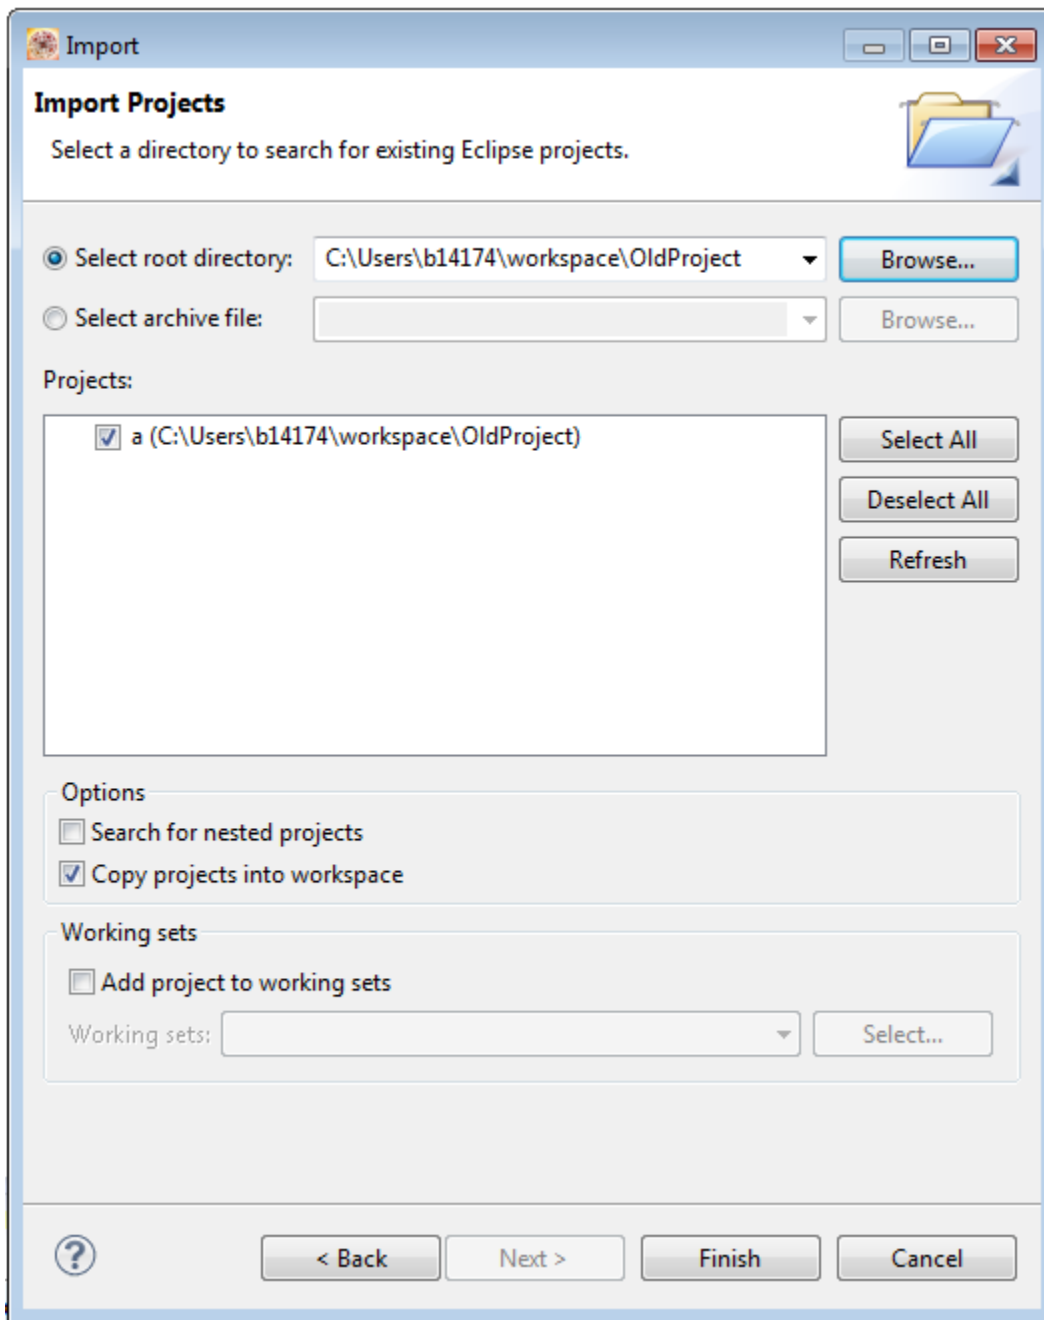 Import
Import Projects
Select a directory to search for existing Eclipse projects.
Select root directory: C:\Users\b14174\workspace\OldProject Browse...
Select archive file: Browse...
Projects:
a (C:\Users\b14174\workspace\OldProject)
Select All
Deselect All
Refresh
Options
Search for nested projects
Copy projects into workspace
Working sets
Add project to working sets
Working sets: Select...
? < Back Next > Finish Cancel